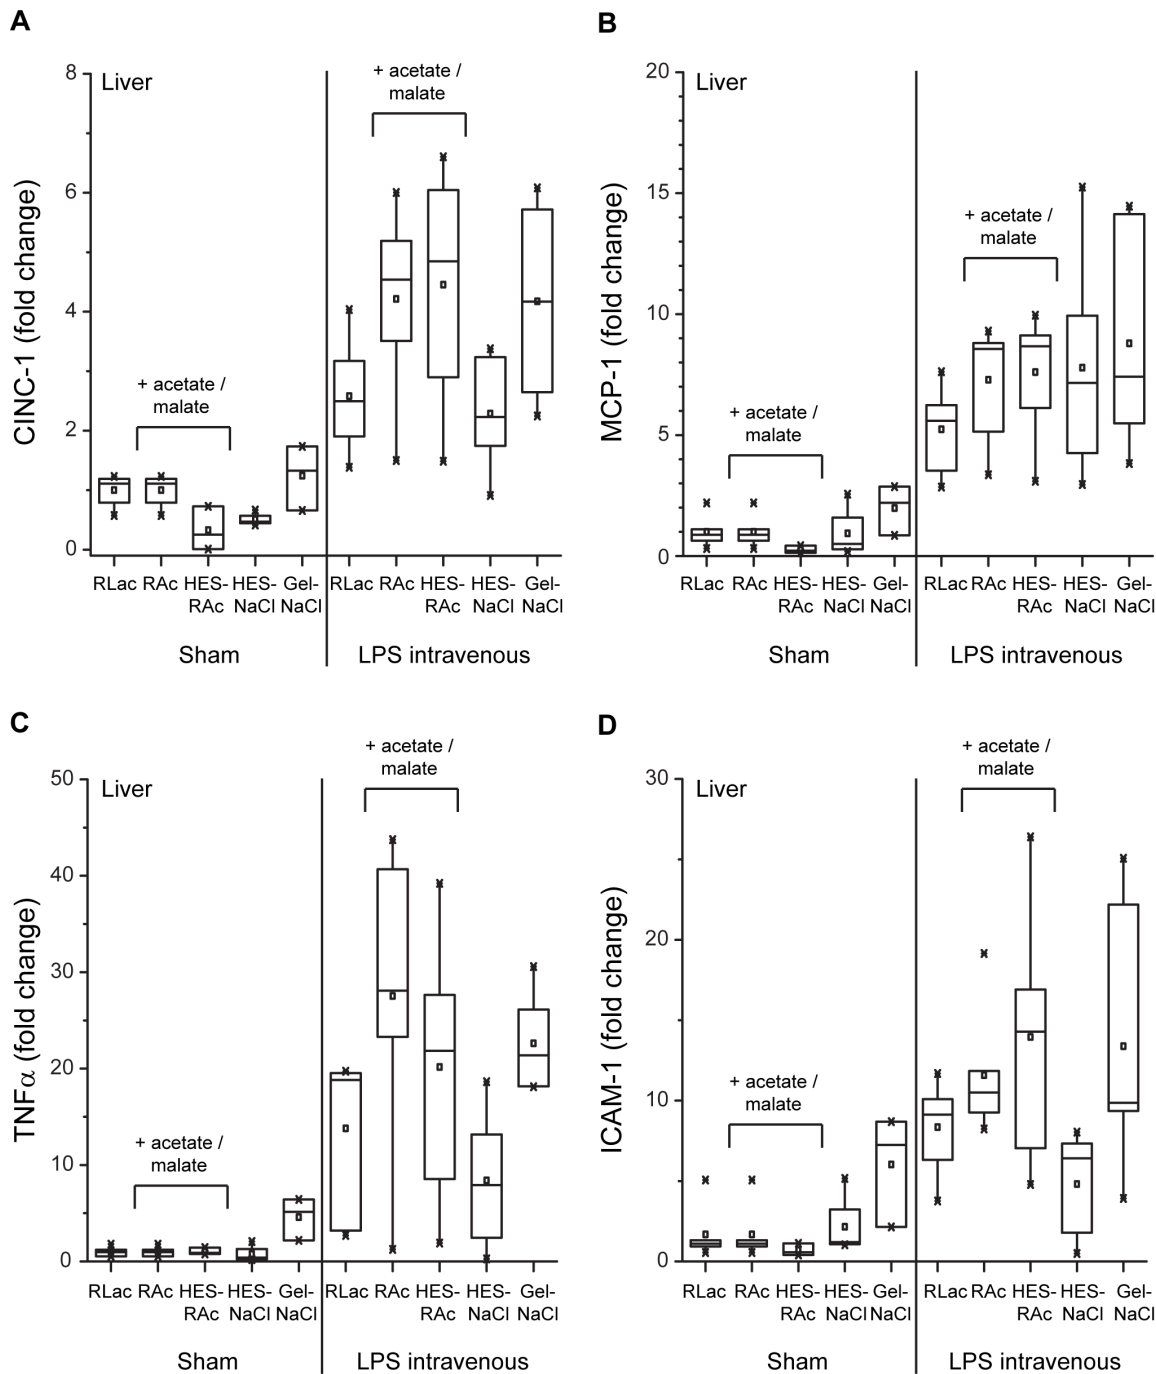 A
CINC-1 (fold change)
8
6
4
2
0
Liver
+ acetate /
malate
+ acetate /
malate
RLac RAc HES-RAc HES-NaCl Gel-NaCl
RLac RAc HES-RAc HES-NaCl Gel-NaCl
Sham
LPS intravenous
B
MCP-1 (fold change)
20
15
10
5
0
Liver
+ acetate /
malate
+ acetate /
malate
RLac RAc HES-RAc HES-NaCl Gel-NaCl
RLac RAc HES-RAc HES-NaCl Gel-NaCl
Sham
LPS intravenous
C
TNFα (fold change)
50
40
30
20
10
0
Liver
+ acetate /
malate
+ acetate /
malate
RLac RAc HES-RAc HES-NaCl Gel-NaCl
RLac RAc HES-RAc HES-NaCl Gel-NaCl
Sham
LPS intravenous
D
ICAM-1 (fold change)
30
20
10
0
Liver
+ acetate /
malate
+ acetate /
malate
RLac RAc HES-RAc HES-NaCl Gel-NaCl
RLac RAc HES-RAc HES-NaCl Gel-NaCl
Sham
LPS intravenous